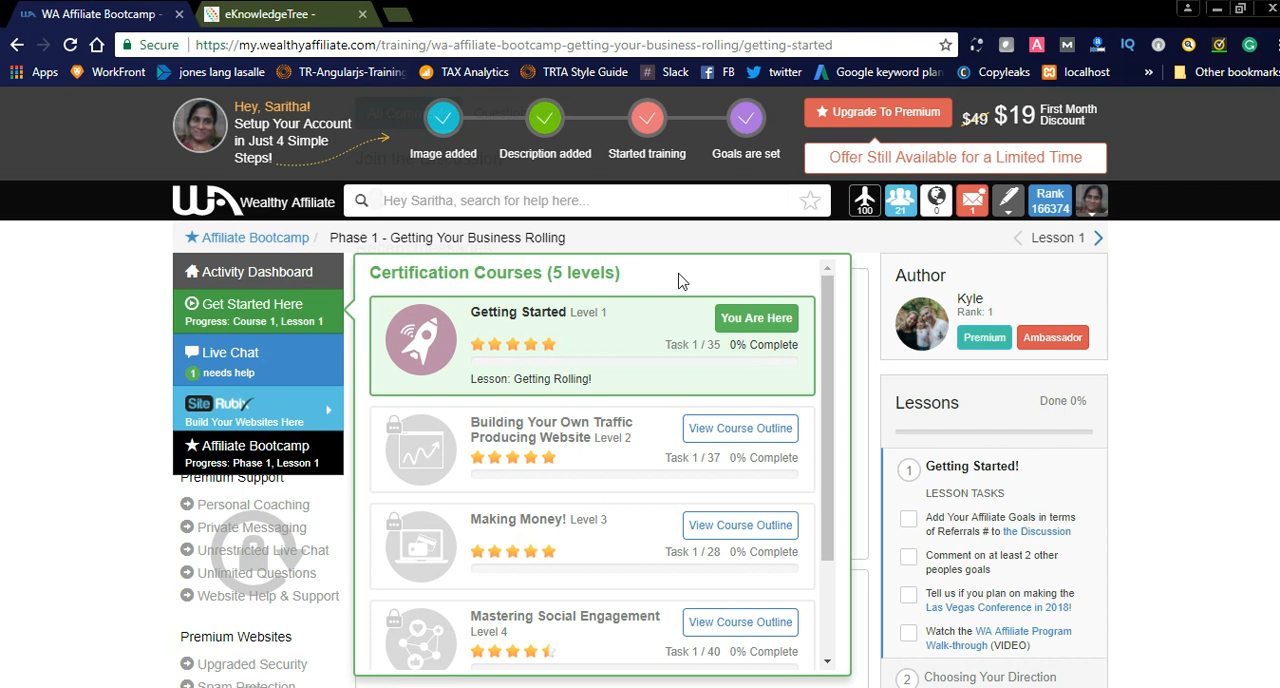 WA Affiliate Bootcamp -
eKnowledgeTree -
Secure
https://my.wealthyaffiliate.com/training/wa-affiliate-bootcamp-getting-your-business-rolling/getting-started
Apps
WorkFront
jones lang lasalle
TR-Angularjs-Training
TAX Analytics
TRTA Style Guide
Slack
FB
twitter
Google keyword plan
Copyleaks
localhost
»
Other bookmarks
Hey, Saritha!
Setup Your Account
in Just 4 Simple
Steps!
Image added
Description added
Started training
Goals are set
Upgrade To Premium
$49 $19 First Month
Discount
Offer Still Available for a Limited Time
WA Wealthy Affiliate
Hey Saritha, search for help here...
100
21
0
1
Rank
166374
Affiliate Bootcamp / Phase 1 - Getting Your Business Rolling
Lesson 1
Activity Dashboard
Get Started Here
Progress: Course 1, Lesson 1
Live Chat
1 needs help
Site Rubix
Build Your Websites Here
Affiliate Bootcamp
Progress: Phase 1, Lesson 1
Premium Support
Personal Coaching
Private Messaging
Unrestricted Live Chat
Unlimited Questions
Website Help & Support
Premium Websites
Upgraded Security
Spam Protection
Certification Courses (5 levels)
Getting Started Level 1
You Are Here
Task 1 / 35 0% Complete
Lesson: Getting Rolling!
Building Your Own Traffic
Producing Website Level 2
View Course Outline
Task 1 / 37 0% Complete
Making Money! Level 3
View Course Outline
Task 1 / 28 0% Complete
Mastering Social Engagement
Level 4
View Course Outline
Task 1 / 40 0% Complete
Author
Kyle
Rank: 1
Premium
Ambassador
Lessons
Done 0%
1 Getting Started!
LESSON TASKS
Add Your Affiliate Goals in terms
of Referrals # to the Discussion
Comment on at least 2 other
peoples goals
Tell us if you plan on making the
Las Vegas Conference in 2018!
Watch the WA Affiliate Program
Walk-through (VIDEO)
2 Choosing Your Direction